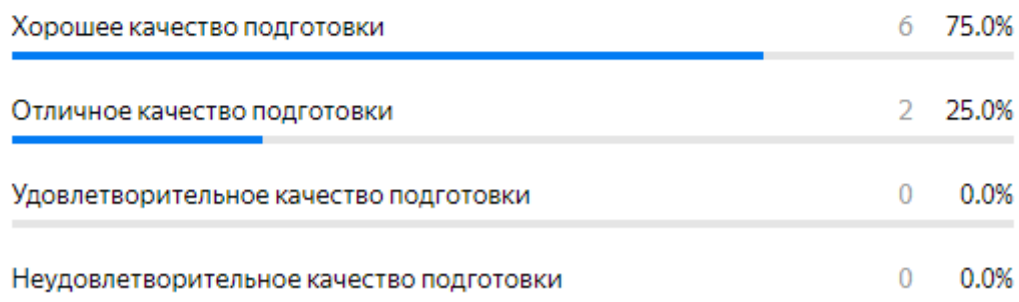 Хорошее качество подготовки 6 75.0%
Отличное качество подготовки 2 25.0%
Удовлетворительное качество подготовки 0 0.0%
Неудовлетворительное качество подготовки 0 0.0%